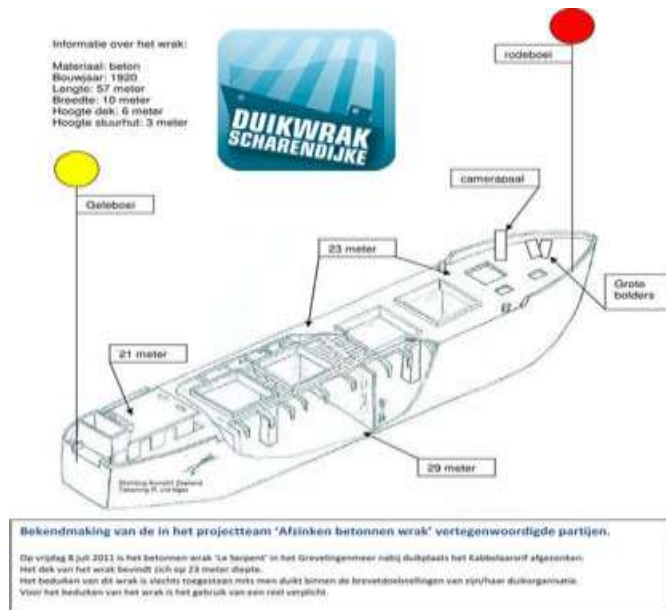 Informatie over het wrak:
Materiaal: beton
Bouwjaar: 1920
Lengte: 57 meter
Breedte: 10 meter
Hoogte dek: 6 meter
Hoogte stuurhut: 3 meter
DUIKWRAK
SCHARENDIJKE
rodeboei
camerapaal
Geleboei
23 meter
Grote
bolders
21 meter
29 meter
Stichting Kunstrif Zeeland
Tekening
Bekendmaking van de in het projectteam ‘Afzinken betonnen wrak’ vertegenwoordigde partijen.
Op vrijdag 8 juli 2011 is het betonnen wrak 'Le Serpent' in het Grevelingenmeer nabij duikplaats het Kabbelaarsrif afgezonken.
Het dek van het wrak bevindt zich op 23 meter diepte.
Het beduiken van dit wrak is slechts toegestaan mits men duikt binnen de brevetdoelstellingen van zijn/haar duikorganisatie.
Voor het beduiken van het wrak is het gebruik van een reel verplicht.